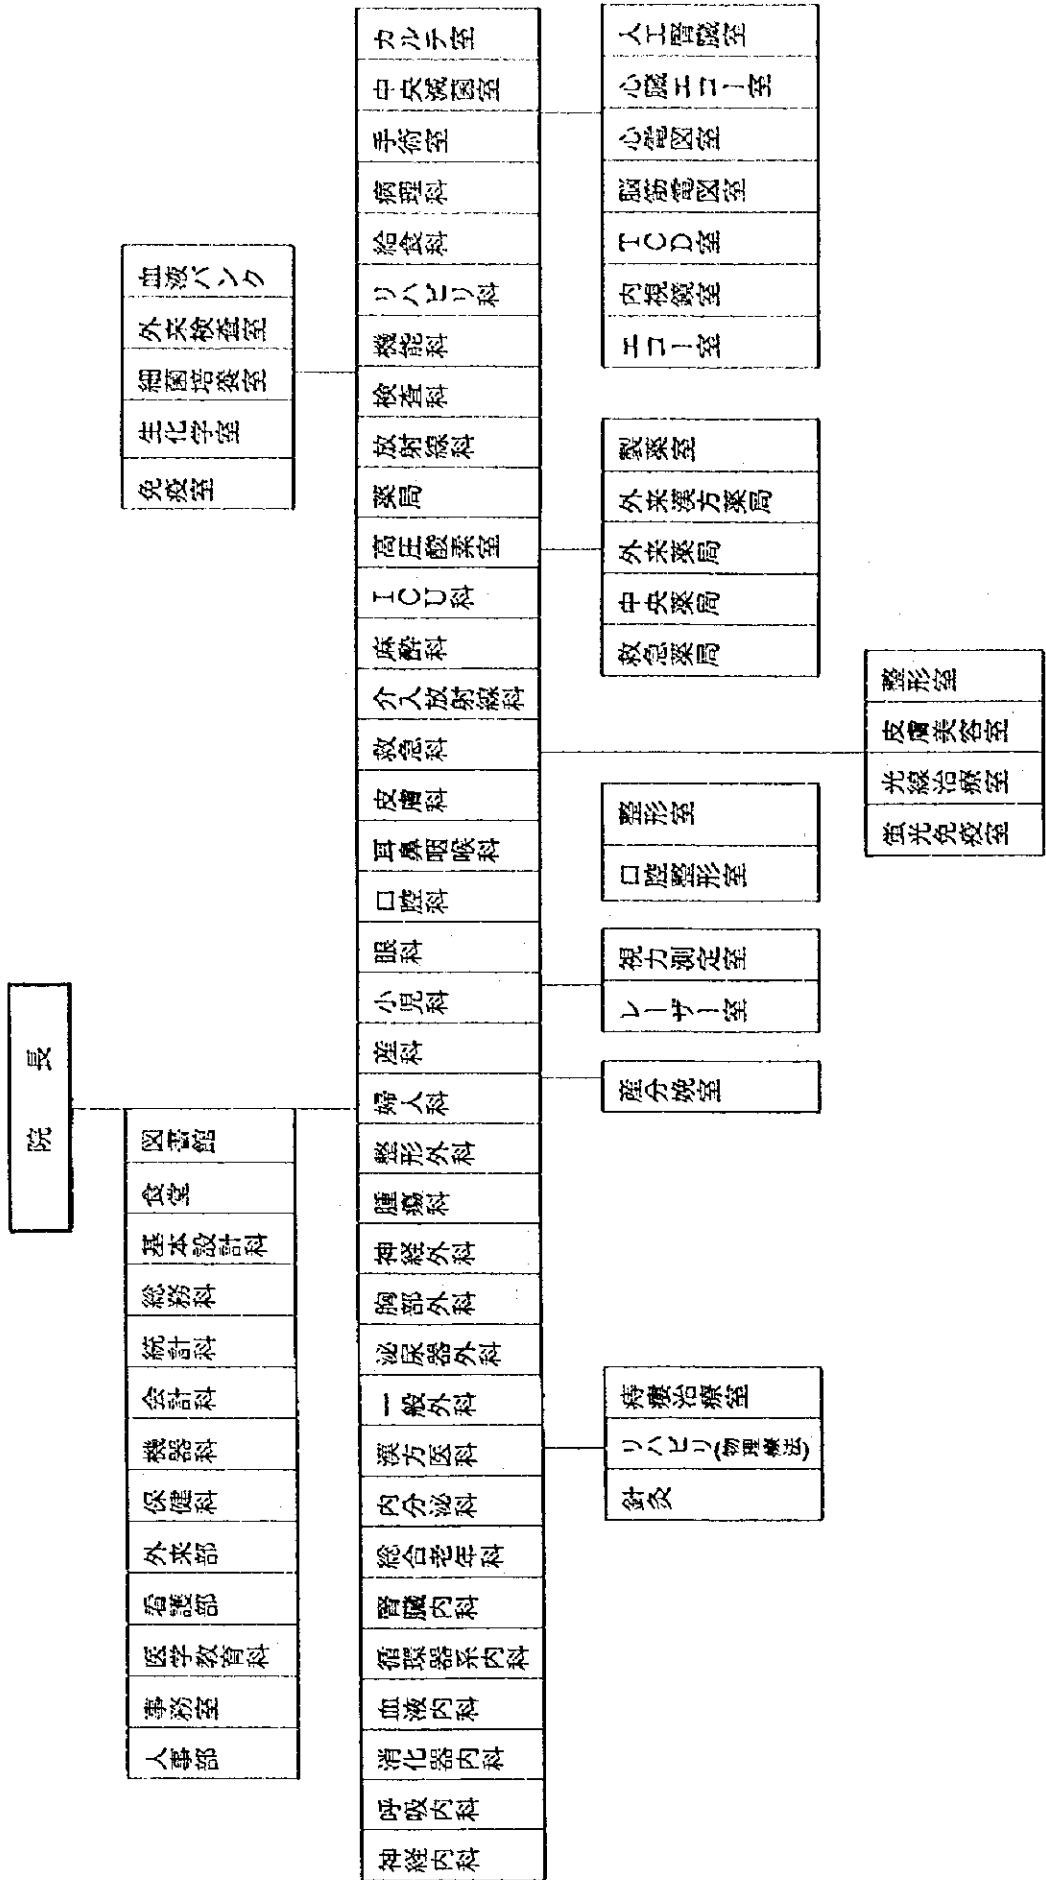 院 長
人事部
事務室
医学教育科
看護部
外来部
保健科
機器科
会計科
統計科
総務科
基本設計科
食堂
図書館
免疫室
生化学室
細菌培養室
外来検査室
血液バンク
神経内科
呼吸内科
消化器内科
血液内科
循環器系内科
腎臓内科
総合老年科
内分泌科
漢方医科
一般外科
泌尿器外科
胸部外科
神経外科
腫瘍科
整形外科
婦人科
産科
小児科
眼科
口腔科
耳鼻咽喉科
皮膚科
救急科
介入放射線科
麻酔科
ICU科
高圧酸素室
薬局
放射線科
検査科
機能科
リハビリ科
給食科
病理科
手術室
中央滅菌室
カルテ室
針灸
リハビリ(物理療法)
痔瘻治療室
産分娩室
レーザー室
視力測定室
口腔整形室
整形室
救急薬局
中央薬局
外来薬局
外来漢方薬局
製薬室
エコー室
内視鏡室
TCD室
脳筋電図室
心電図室
心臓エコー室
人工腎臓室
蛍光免疫室
光線治療室
皮膚美容室
整形室